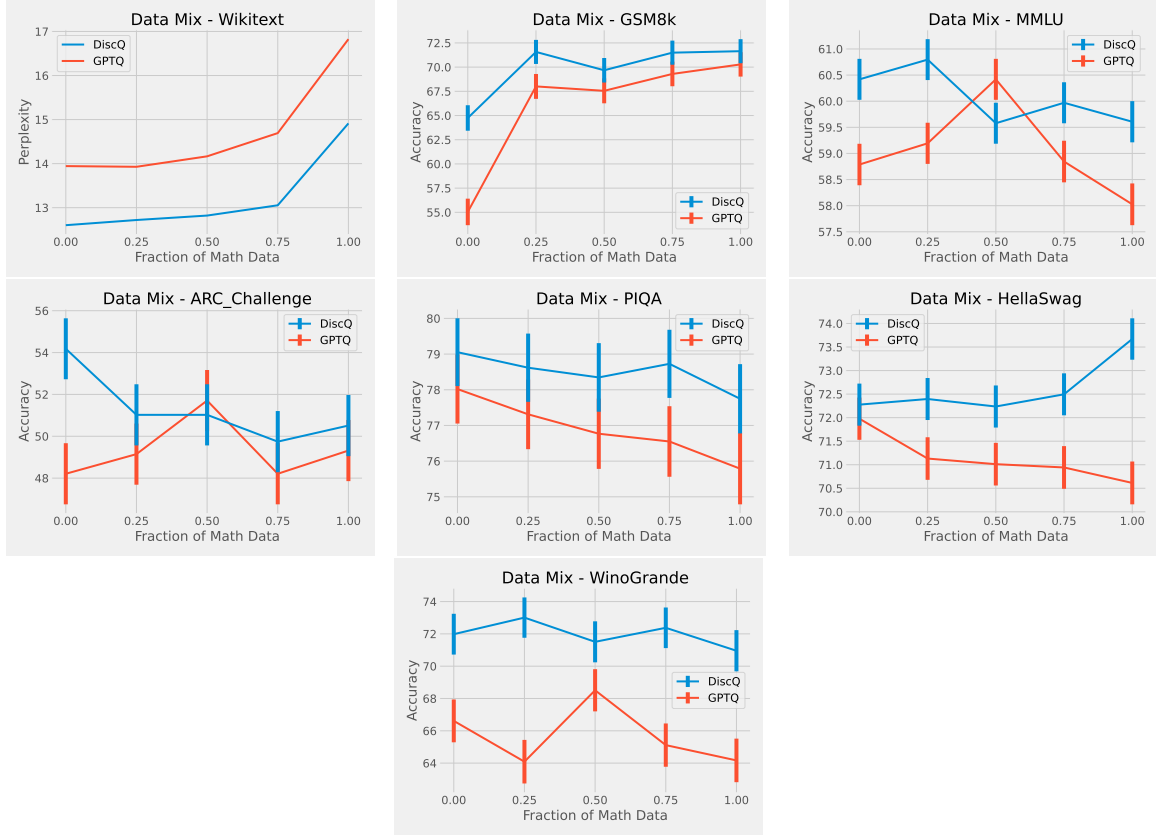 Data Mix - Wikitext
17
16
15
14
13
Perplexity
DiscQ
GPTQ
0.00 0.25 0.50 0.75 1.00
Fraction of Math Data
Data Mix - GSM8k
72.5
70.0
67.5
65.0
62.5
60.0
57.5
55.0
Accuracy
DiscQ
GPTQ
0.00 0.25 0.50 0.75 1.00
Fraction of Math Data
Data Mix - MMLU
61.0
60.5
60.0
59.5
59.0
58.5
58.0
57.5
Accuracy
DiscQ
GPTQ
0.00 0.25 0.50 0.75 1.00
Fraction of Math Data
Data Mix - ARC_Challenge
56
54
52
50
48
Accuracy
DiscQ
GPTQ
0.00 0.25 0.50 0.75 1.00
Fraction of Math Data
Data Mix - PIQA
80
79
78
77
76
75
Accuracy
DiscQ
GPTQ
0.00 0.25 0.50 0.75 1.00
Fraction of Math Data
Data Mix - HellaSwag
74.0
73.5
73.0
72.5
72.0
71.5
71.0
70.5
70.0
Accuracy
DiscQ
GPTQ
0.00 0.25 0.50 0.75 1.00
Fraction of Math Data
Data Mix - WinoGrande
74
72
70
68
66
64
Accuracy
DiscQ
GPTQ
0.00 0.25 0.50 0.75 1.00
Fraction of Math Data